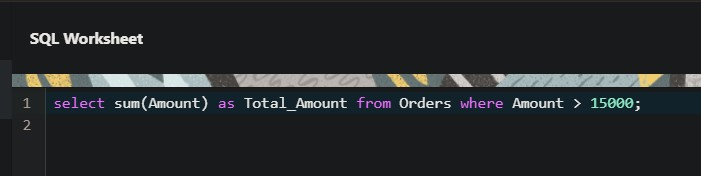 SQL Worksheet
1 select sum(Amount) as Total_Amount from Orders where Amount > 15000;
2